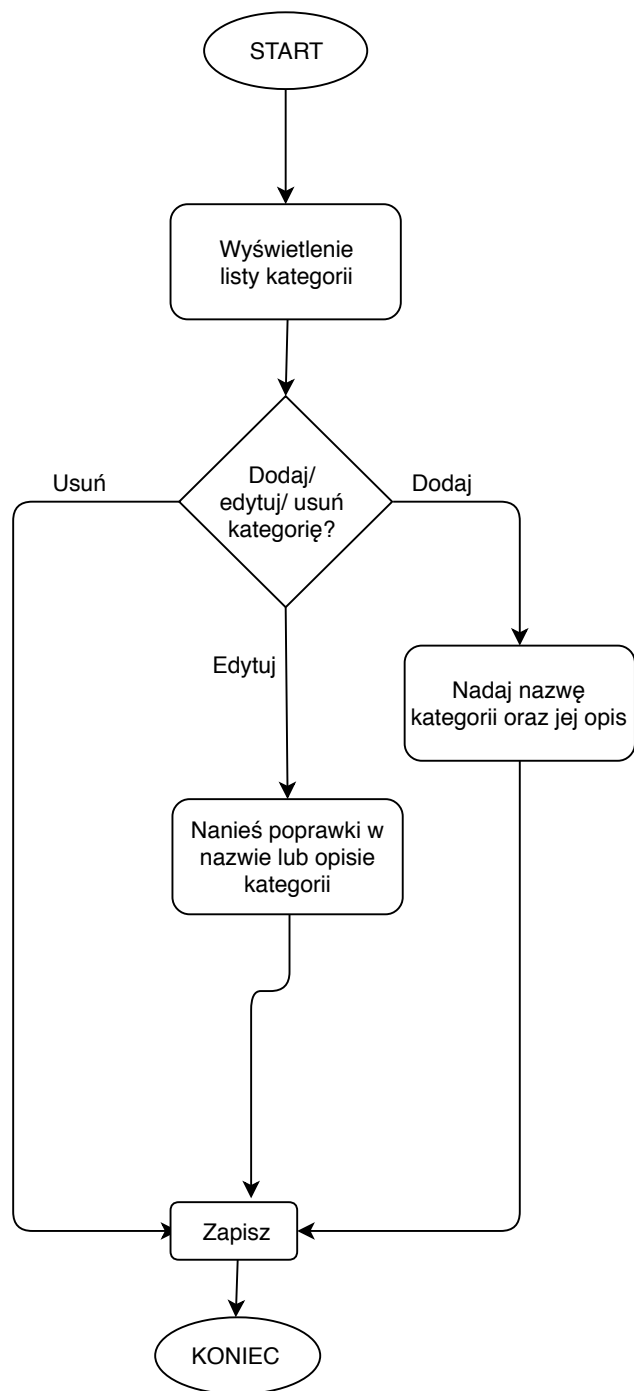 START
Wyświetlenie
listy kategorii
Dodaj/
edytuj/ usuń
kategorię?
Usuń
Dodaj
Edytuj
Nadaj nazwę
kategorii oraz jej opis
Nanieś poprawki w
nazwie lub opisie
kategorii
Zapisz
KONIEC